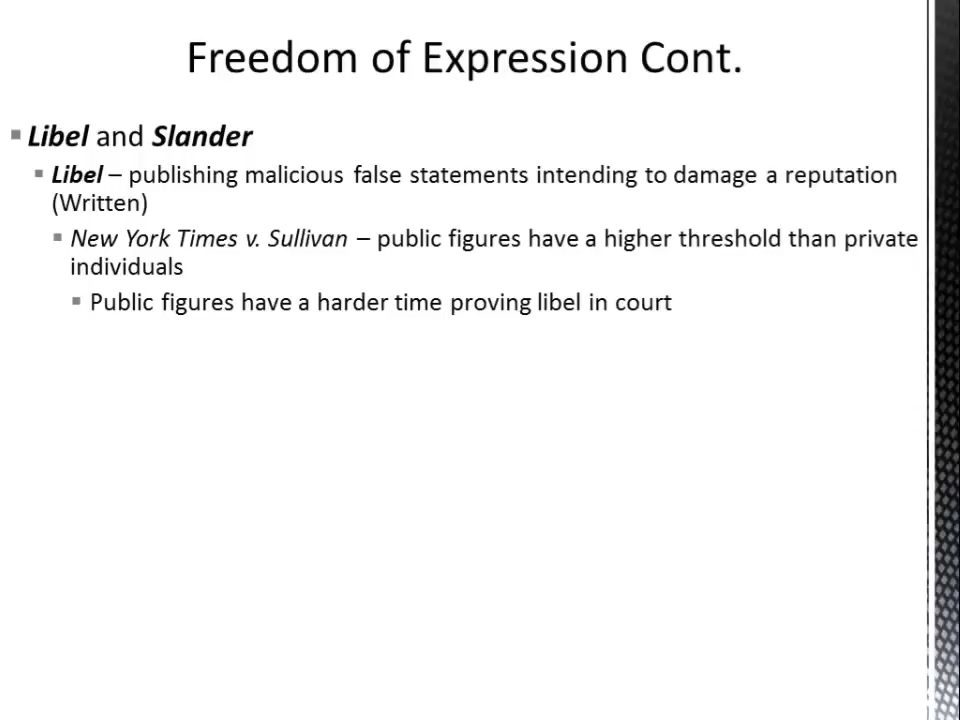 Freedom of Expression Cont.
Libel and Slander
Libel – publishing malicious false statements intending to damage a reputation
(Written)
New York Times v. Sullivan – public figures have a higher threshold than private
individuals
Public figures have a harder time proving libel in court